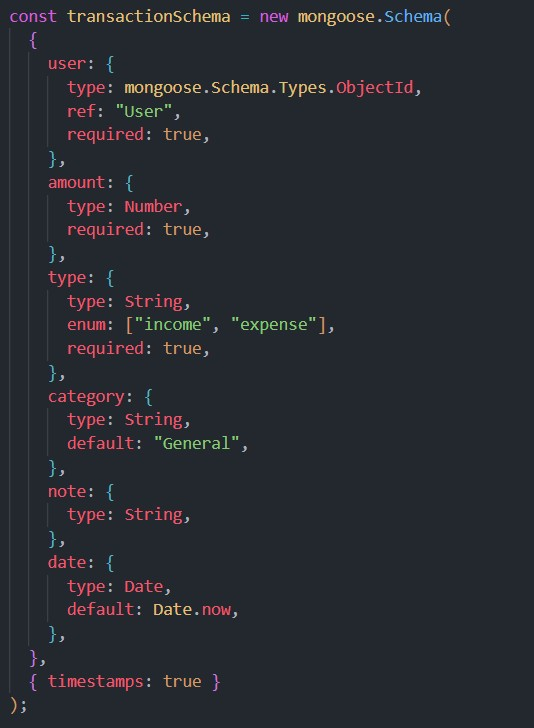 const transactionSchema = new mongoose.Schema(
  {
    user: {
      type: mongoose.Schema.Types.ObjectId,
      ref: "User",
      required: true,
    },
    amount: {
      type: Number,
      required: true,
    },
    type: {
      type: String,
      enum: ["income", "expense"],
      required: true,
    },
    category: {
      type: String,
      default: "General",
    },
    note: {
      type: String,
    },
    date: {
      type: Date,
      default: Date.now,
    },
  },
  { timestamps: true }
);